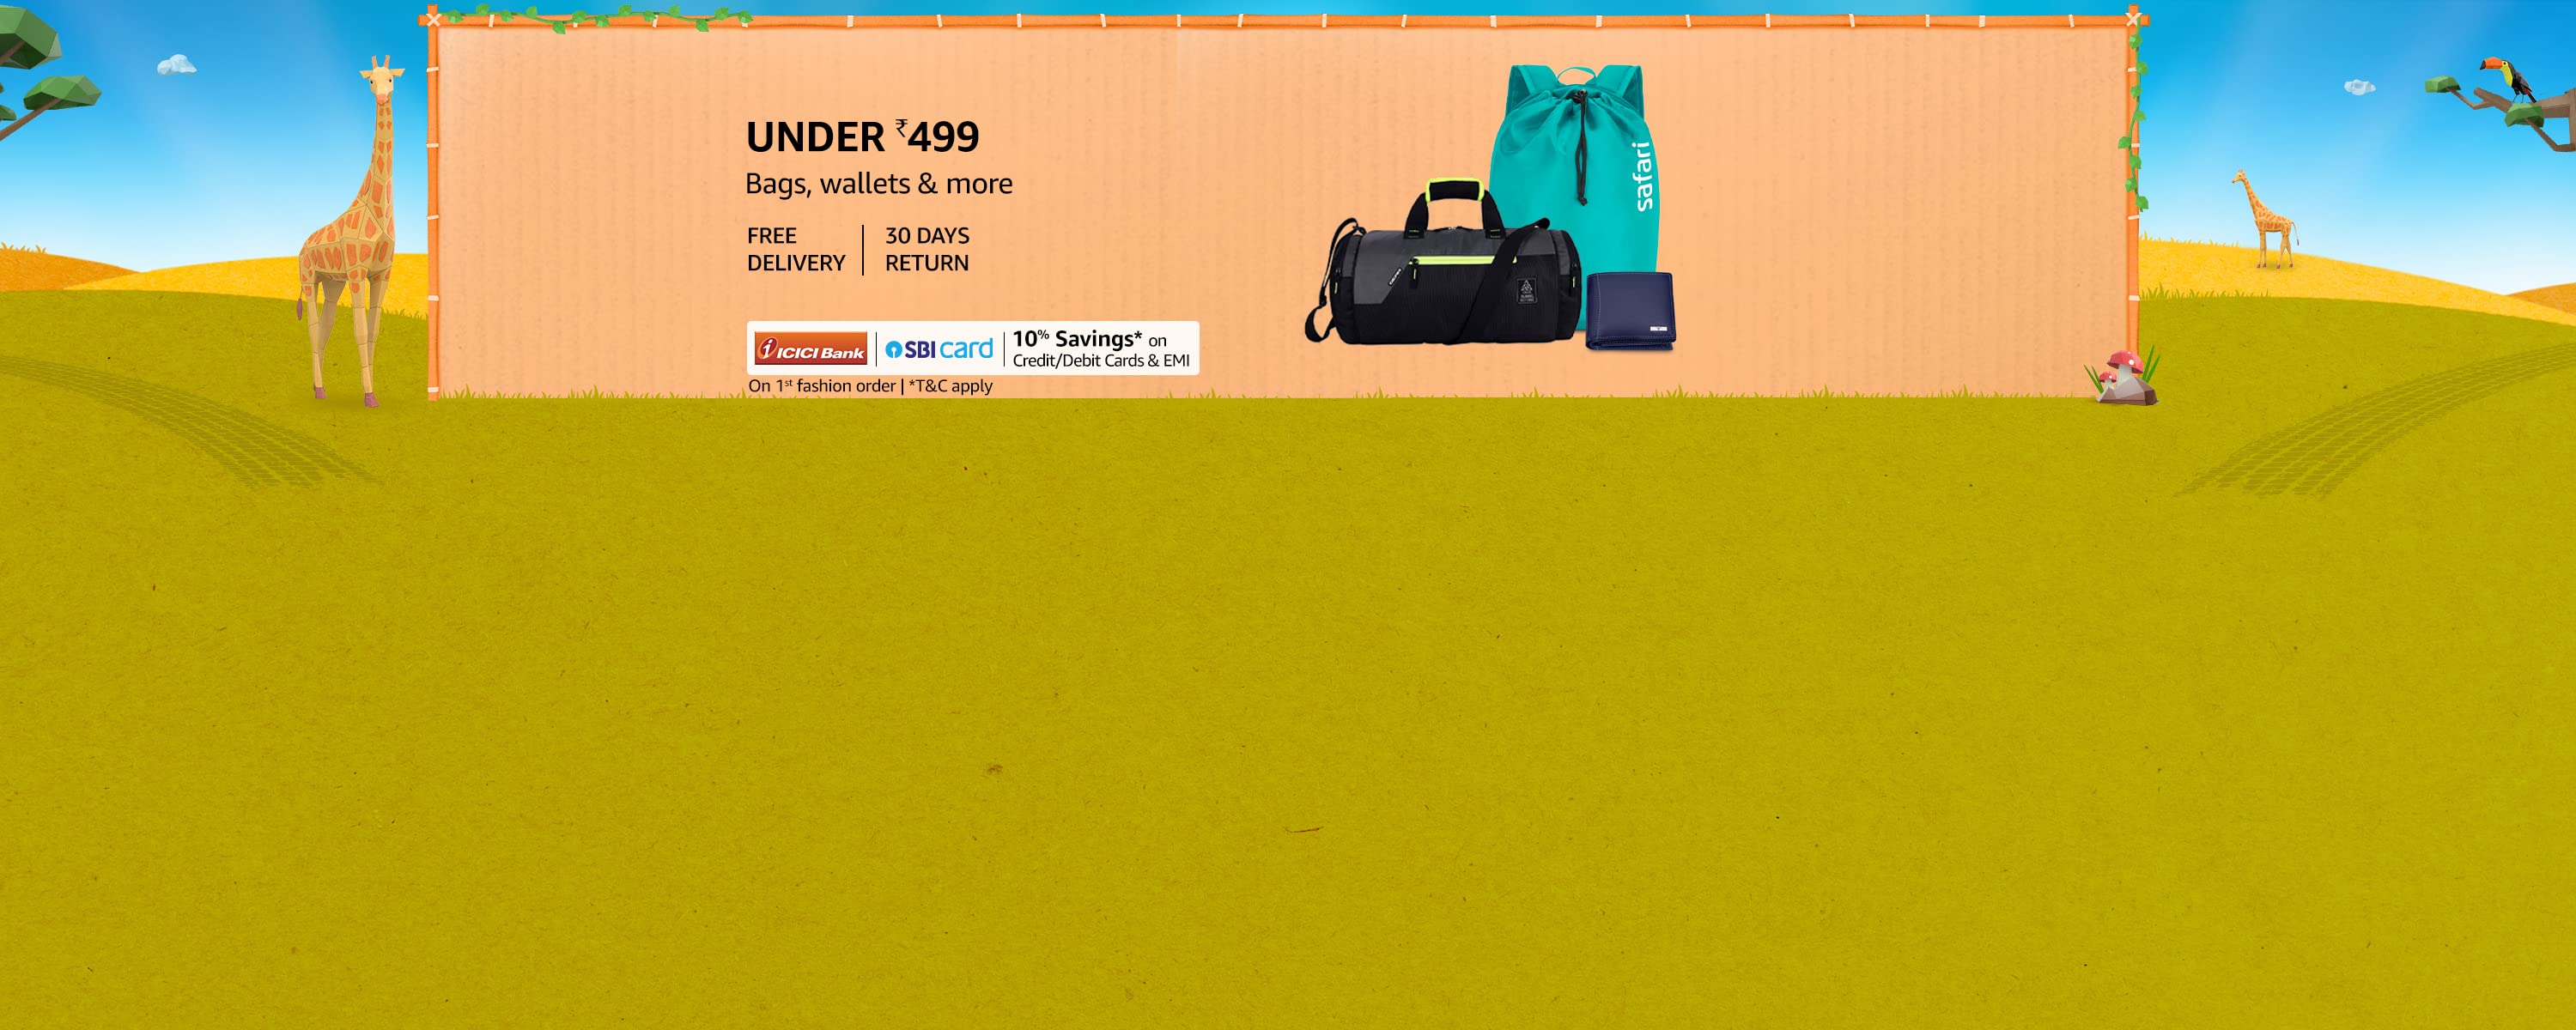 UNDER ₹499
Bags, wallets & more
FREE
DELIVERY
30 DAYS
RETURN
ICICI Bank
SBI card
10% Savings* on
Credit/Debit Cards & EMI
On 1st fashion order | *T&C apply
safari